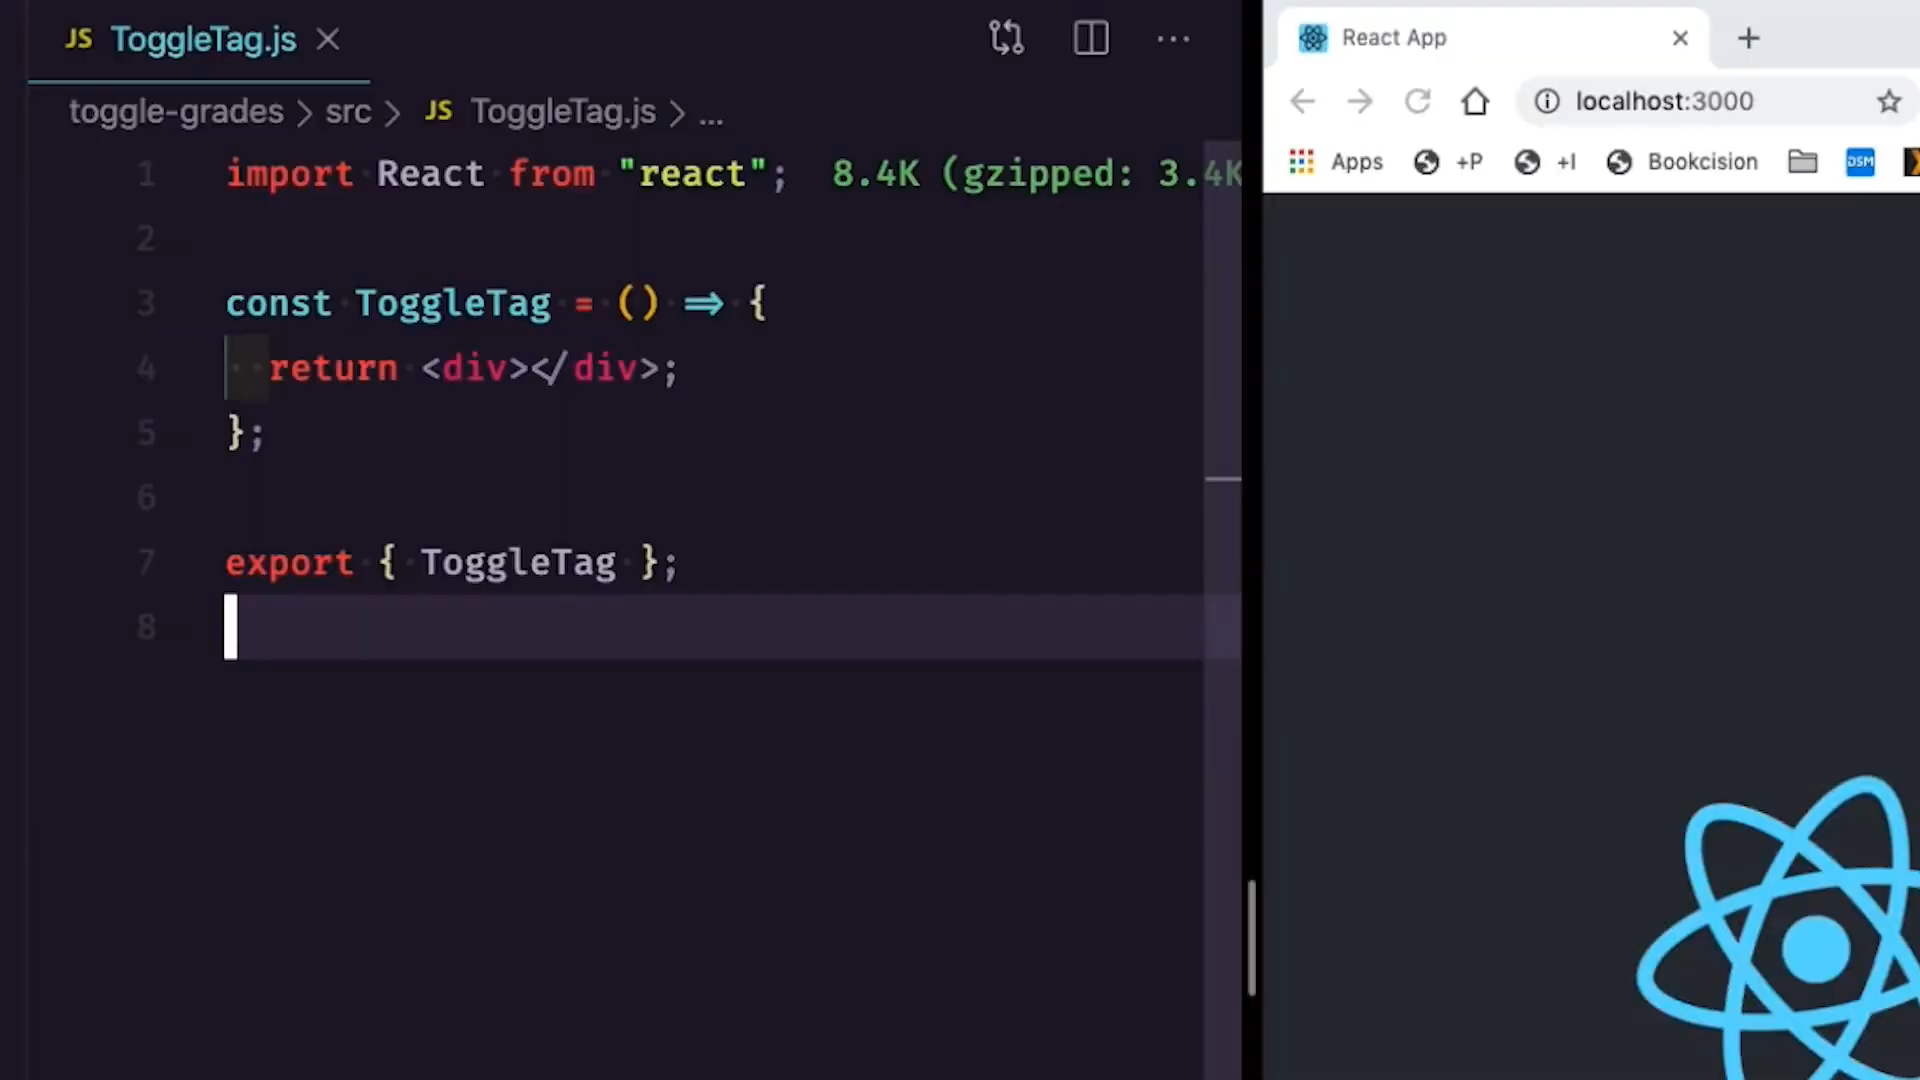 JS ToggleTag.js
toggle-grades > src > JS ToggleTag.js > ...
1 import React from "react"; 8.4K (gzipped: 3.4K
2
3 const ToggleTag = () => {
4 return <div></div>;
5 };
6
7 export { ToggleTag };
8
React App
localhost:3000
Apps +P +I Bookcision DSM